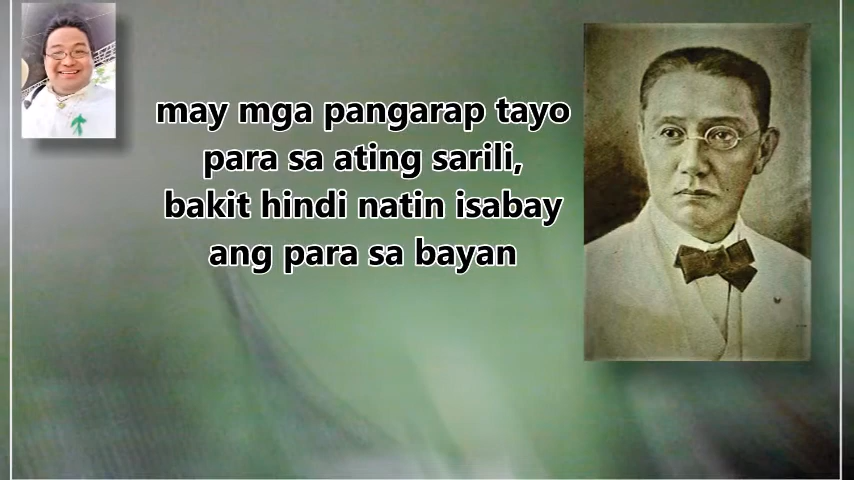 may mga pangarap tayo
para sa ating sarili,
bakit hindi natin isabay
ang para sa bayan